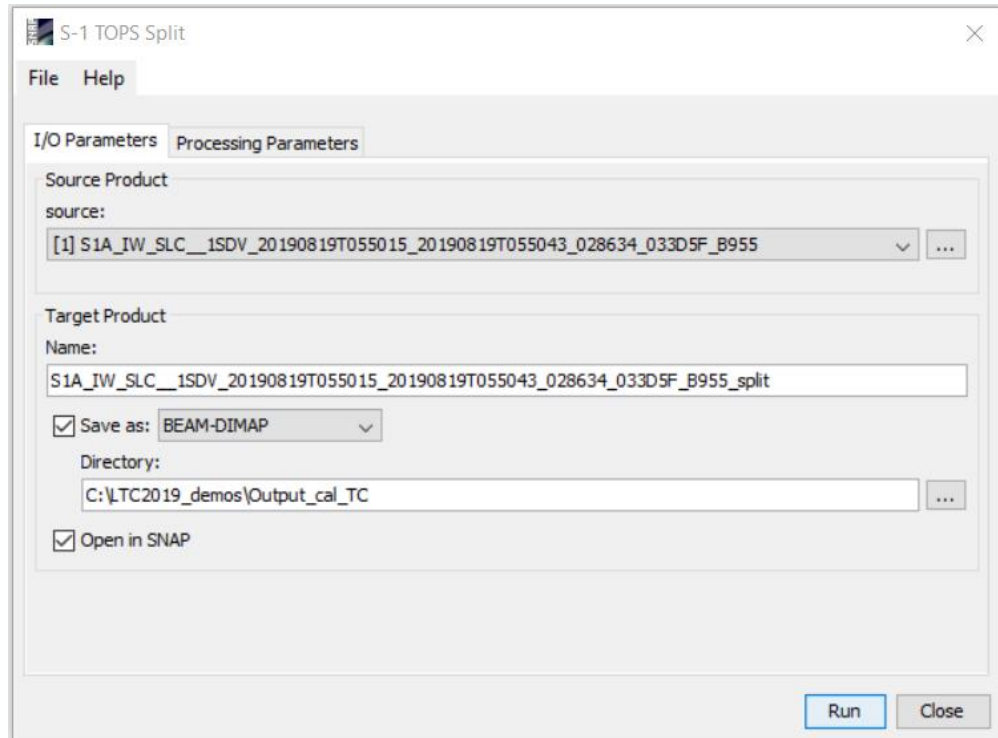 S-1 TOPS Split
File Help
I/O Parameters Processing Parameters
Source Product
source:
[1] S1A_IW_SLC__1SDV_20190819T055015_20190819T055043_028634_033D5F_B955
...
Target Product
Name:
S1A_IW_SLC__1SDV_20190819T055015_20190819T055043_028634_033D5F_B955_split
Save as: BEAM-DIMAP
Directory:
C:\LTC2019_demos\Output_cal_TC
...
Open in SNAP
Run Close